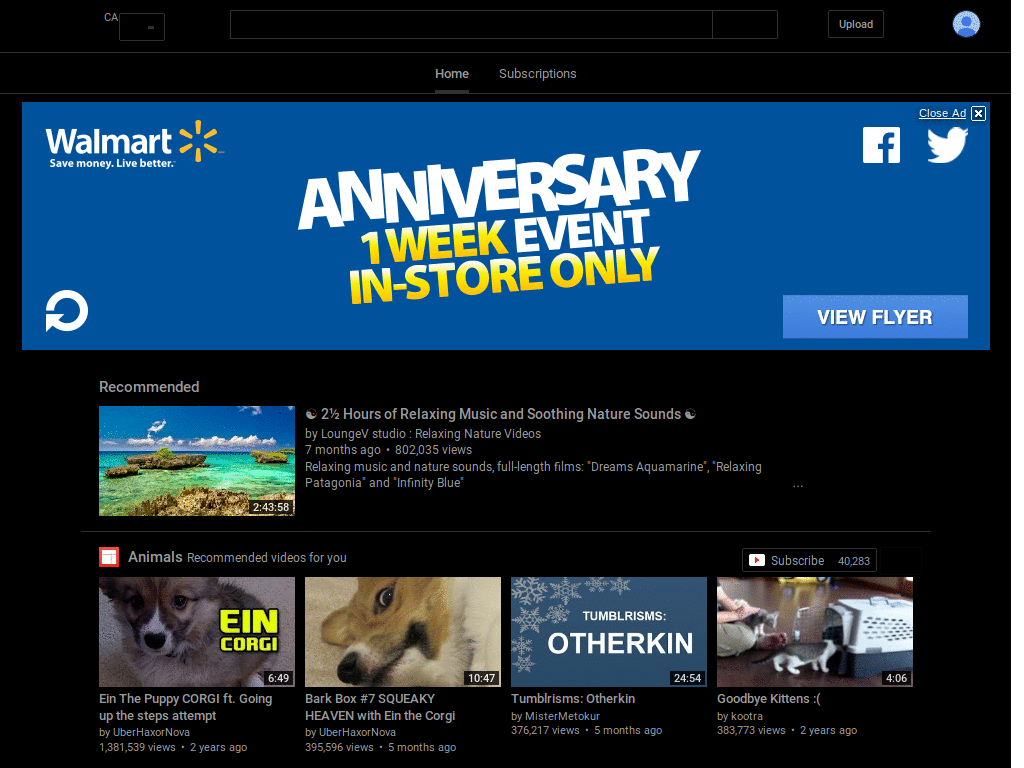 CA
Upload
Home
Subscriptions
Close Ad
Walmart
Save money. Live better.
ANNIVERSARY
1 WEEK EVENT
IN-STORE ONLY
VIEW FLYER
Recommended
☯ 2½ Hours of Relaxing Music and Soothing Nature Sounds ☯
by LoungeV studio : Relaxing Nature Videos
7 months ago • 802,035 views
Relaxing music and nature sounds, full-length films: "Dreams Aquamarine", "Relaxing
Patagonia" and "Infinity Blue" ...
2:43:58
Animals Recommended videos for you
Subscribe 40,283
EIN
CORGI
6:49
10:47
TUMBLRISMS:
OTHERKIN
24:54
4:06
Ein The Puppy CORGI ft. Going
up the steps attempt
by UberHaxorNova
1,381,539 views • 2 years ago
Bark Box #7 SQUEAKY
HEAVEN with Ein the Corgi
by UberHaxorNova
395,596 views • 5 months ago
Tumblrisms: Otherkin
by MisterMetokur
376,217 views • 5 months ago
Goodbye Kittens :(
by kootra
383,773 views • 2 years ago